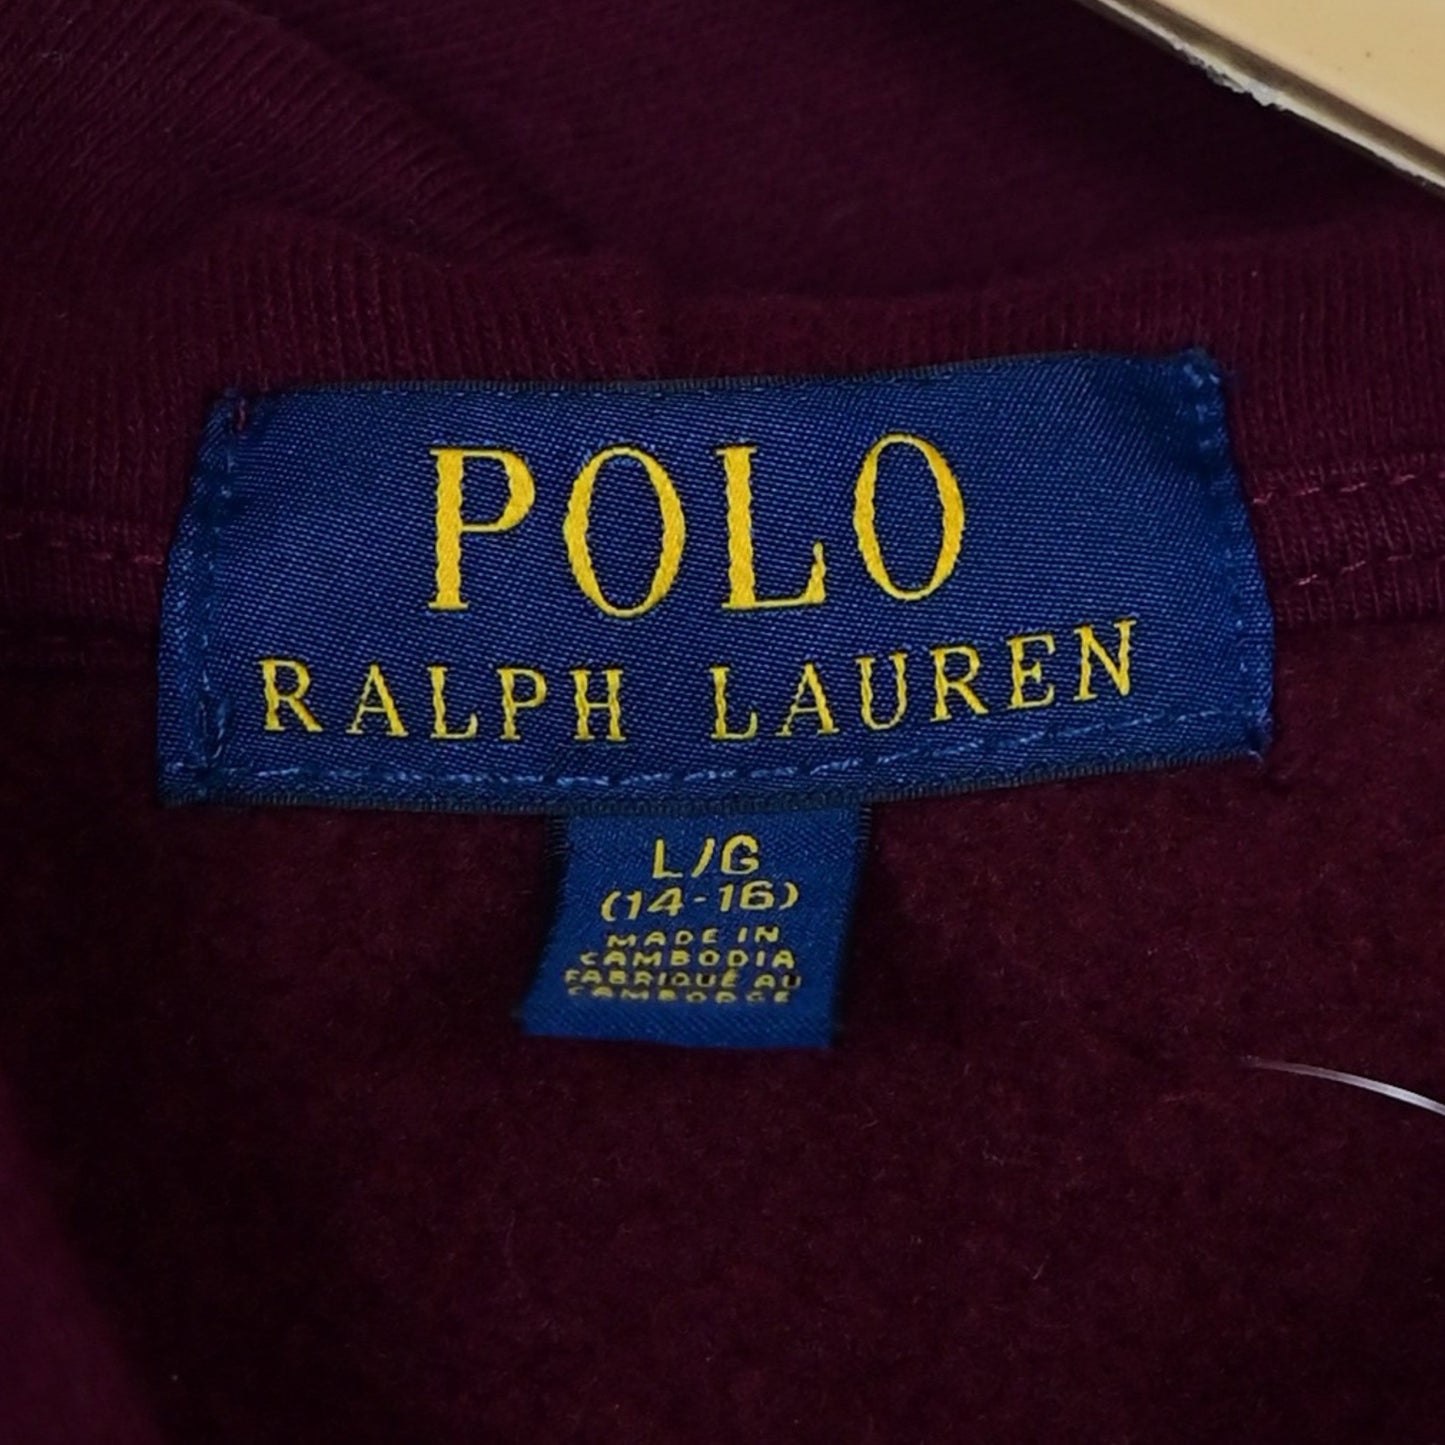 POLO
RALPH LAUREN
L/G
(14-16)
MADE IN
CAMBODIA
FABRIQUÉ AU
CAMBODGE